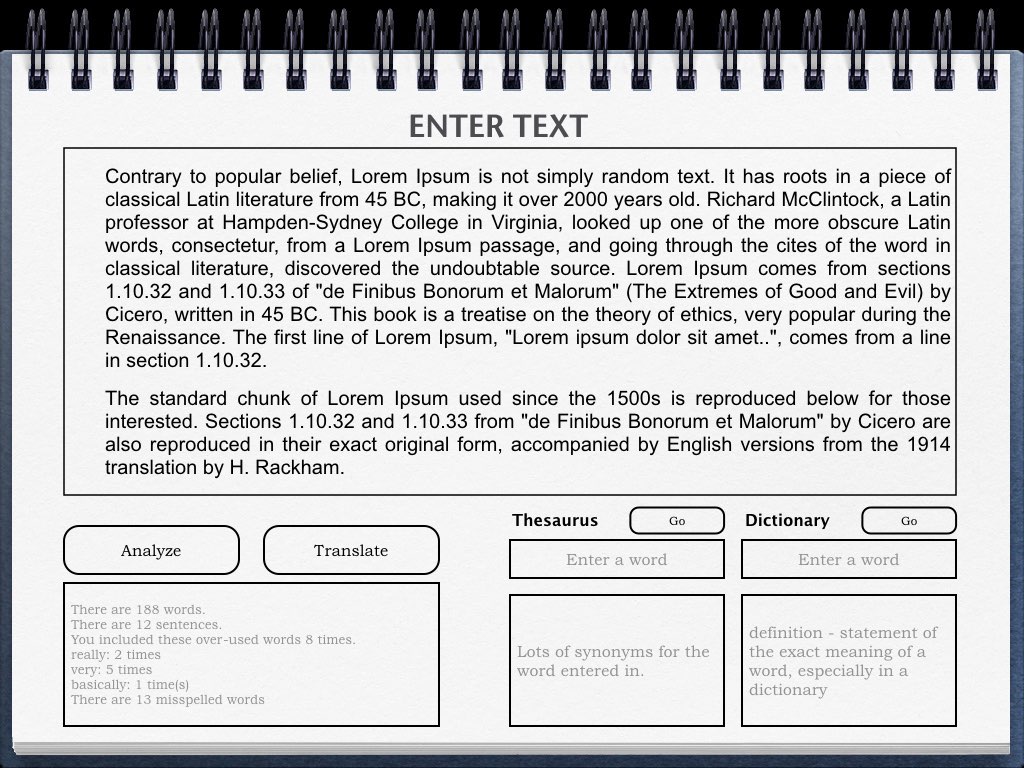 ENTER TEXT
Contrary to popular belief, Lorem Ipsum is not simply random text. It has roots in a piece of
classical Latin literature from 45 BC, making it over 2000 years old. Richard McClintock, a Latin
professor at Hampden-Sydney College in Virginia, looked up one of the more obscure Latin
words, consectetur, from a Lorem Ipsum passage, and going through the cites of the word in
classical literature, discovered the undoubtable source. Lorem Ipsum comes from sections
1.10.32 and 1.10.33 of "de Finibus Bonorum et Malorum" (The Extremes of Good and Evil) by
Cicero, written in 45 BC. This book is a treatise on the theory of ethics, very popular during the
Renaissance. The first line of Lorem Ipsum, "Lorem ipsum dolor sit amet..", comes from a line
in section 1.10.32.
The standard chunk of Lorem Ipsum used since the 1500s is reproduced below for those
interested. Sections 1.10.32 and 1.10.33 from "de Finibus Bonorum et Malorum" by Cicero are
also reproduced in their exact original form, accompanied by English versions from the 1914
translation by H. Rackham.
Analyze
Translate
There are 188 words.
There are 12 sentences.
You included these over-used words 8 times.
really: 2 times
very: 5 times
basically: 1 time(s)
There are 13 misspelled words
Thesaurus
Go
Enter a word
Lots of synonyms for the
word entered in.
Dictionary
Go
Enter a word
definition - statement of
the exact meaning of a
word, especially in a
dictionary